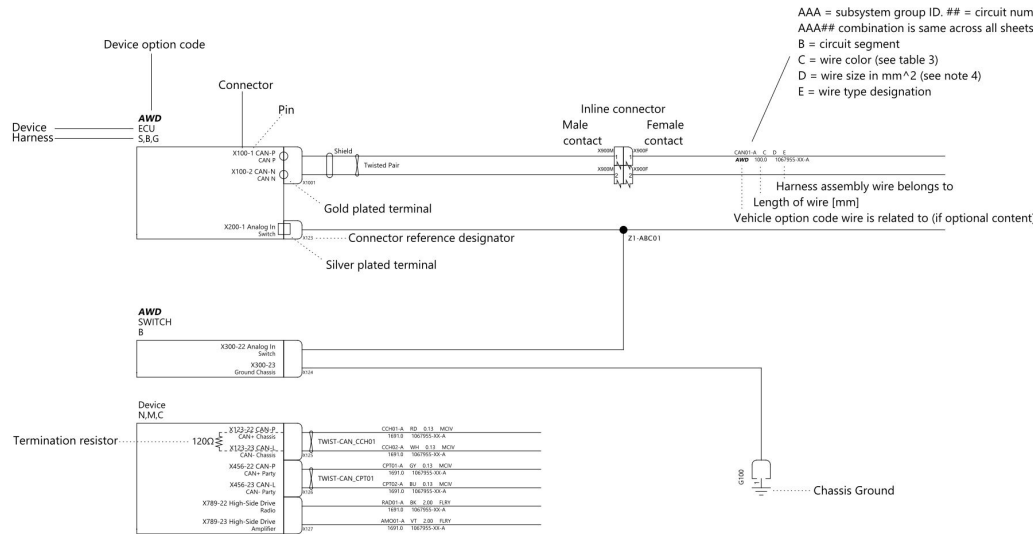 AAA = subsystem group ID. ## = circuit num
AAA## combination is same across all sheets
B = circuit segment
C = wire color (see table 3)
D = wire size in mm^2 (see note 4)
E = wire type designation
Device option code
Connector
Pin
Inline connector
Male contact
Female contact
AWD
Device
ECU
Harness
S,B,G
X100-1 CAN-P
CAN P
X100-2 CAN-N
CAN N
X1001
Shield
Twisted Pair
X900M
1
1
X900F
X900M
2
2
X900F
CAN01-A C D E
AWD 100.0 1067955-XX-A
Harness assembly wire belongs to
Length of wire [mm]
Vehicle option code wire is related to (if optional content)
Gold plated terminal
X200-1 Analog In
Switch
X123
Connector reference designator
Z1-ABC01
Silver plated terminal
AWD
SWITCH
B
X300-22 Analog In
Switch
X300-23
Ground Chassis
X124
Device
N,M,C
Termination resistor
120Ω
X123-22 CAN-P
CAN+ Chassis
X123-23 CAN-L
CAN- Chassis
X125
TWIST-CAN_CCH01
CCH01-A RD 0.13 MCIV
1691.0 1067955-XX-A
CCH02-A WH 0.13 MCIV
1691.0 1067955-XX-A
X456-22 CAN-P
CAN+ Party
X456-23 CAN-L
CAN- Party
X126
TWIST-CAN_CPT01
CPT01-A GY 0.13 MCIV
1691.0 1067955-XX-A
CPT02-A BU 0.13 MCIV
1691.0 1067955-XX-A
X789-22 High-Side Drive
Radio
X789-23 High-Side Drive
Amplifier
X127
RAD01-A BK 2.00 FLRY
1691.0 1067955-XX-A
AMO01-A VT 2.00 FLRY
1691.0 1067955-XX-A
G100
1
Chassis Ground